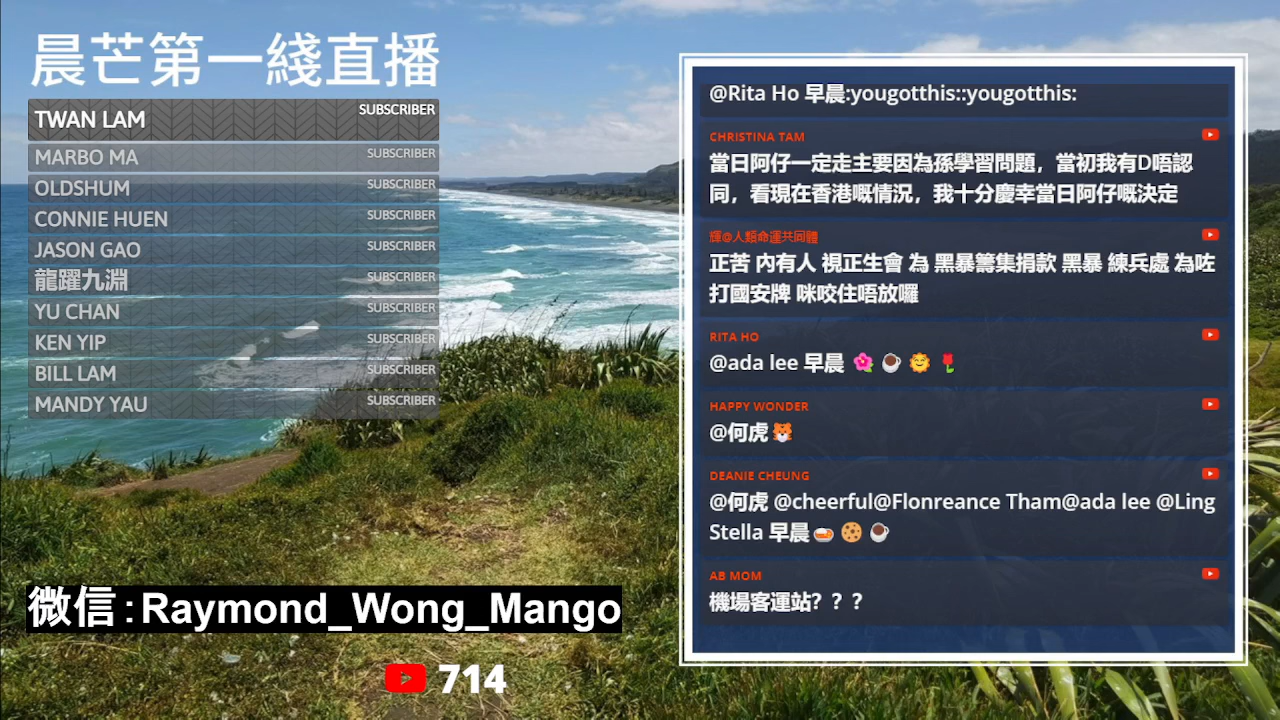 晨芒第一綫直播
TWAN LAM SUBSCRIBER
MARBO MA SUBSCRIBER
OLDSHUM SUBSCRIBER
CONNIE HUEN SUBSCRIBER
JASON GAO SUBSCRIBER
龍躍九淵 SUBSCRIBER
YU CHAN SUBSCRIBER
KEN YIP SUBSCRIBER
BILL LAM SUBSCRIBER
MANDY YAU SUBSCRIBER
微信:Raymond_Wong_Mango
714
@Rita Ho 早晨:yougotthis::yougotthis:
CHRISTINA TAM
當日阿仔一定走主要因為孫學習問題，當初我有D唔認
同，看現在香港嘅情況，我十分慶幸當日阿仔嘅決定
輝@人類命運共同體
正苦 內有人 視正生會 為 黑暴籌集捐款 黑暴 練兵處 為咗
打國安牌 咪咬住唔放囉
RITA HO
@ada lee 早晨 🌺 ☕ 🌞 🌷
HAPPY WONDER
@何虎 🐯
DEANIE CHEUNG
@何虎 @cheerful@Flonreance Tham@ada lee @Ling
Stella 早晨 🍛 🍪 ☕
AB MOM
機場客運站？？？